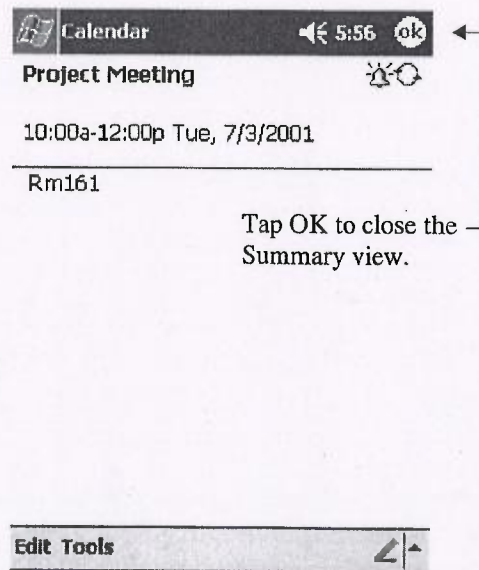 Calendar 5:56 ok
Project Meeting
10:00a-12:00p Tue, 7/3/2001
Rm161
Tap OK to close the
Summary view.
Edit Tools